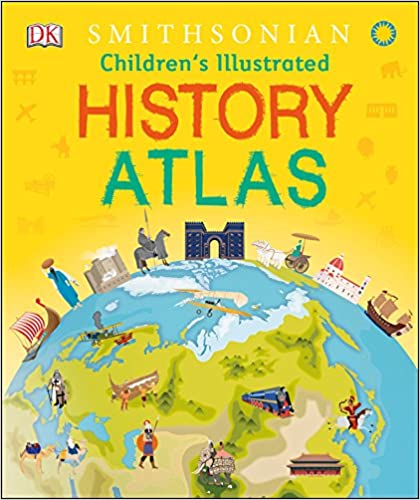 DK
SMITHSONIAN
Children's Illustrated
HISTORY
ATLAS